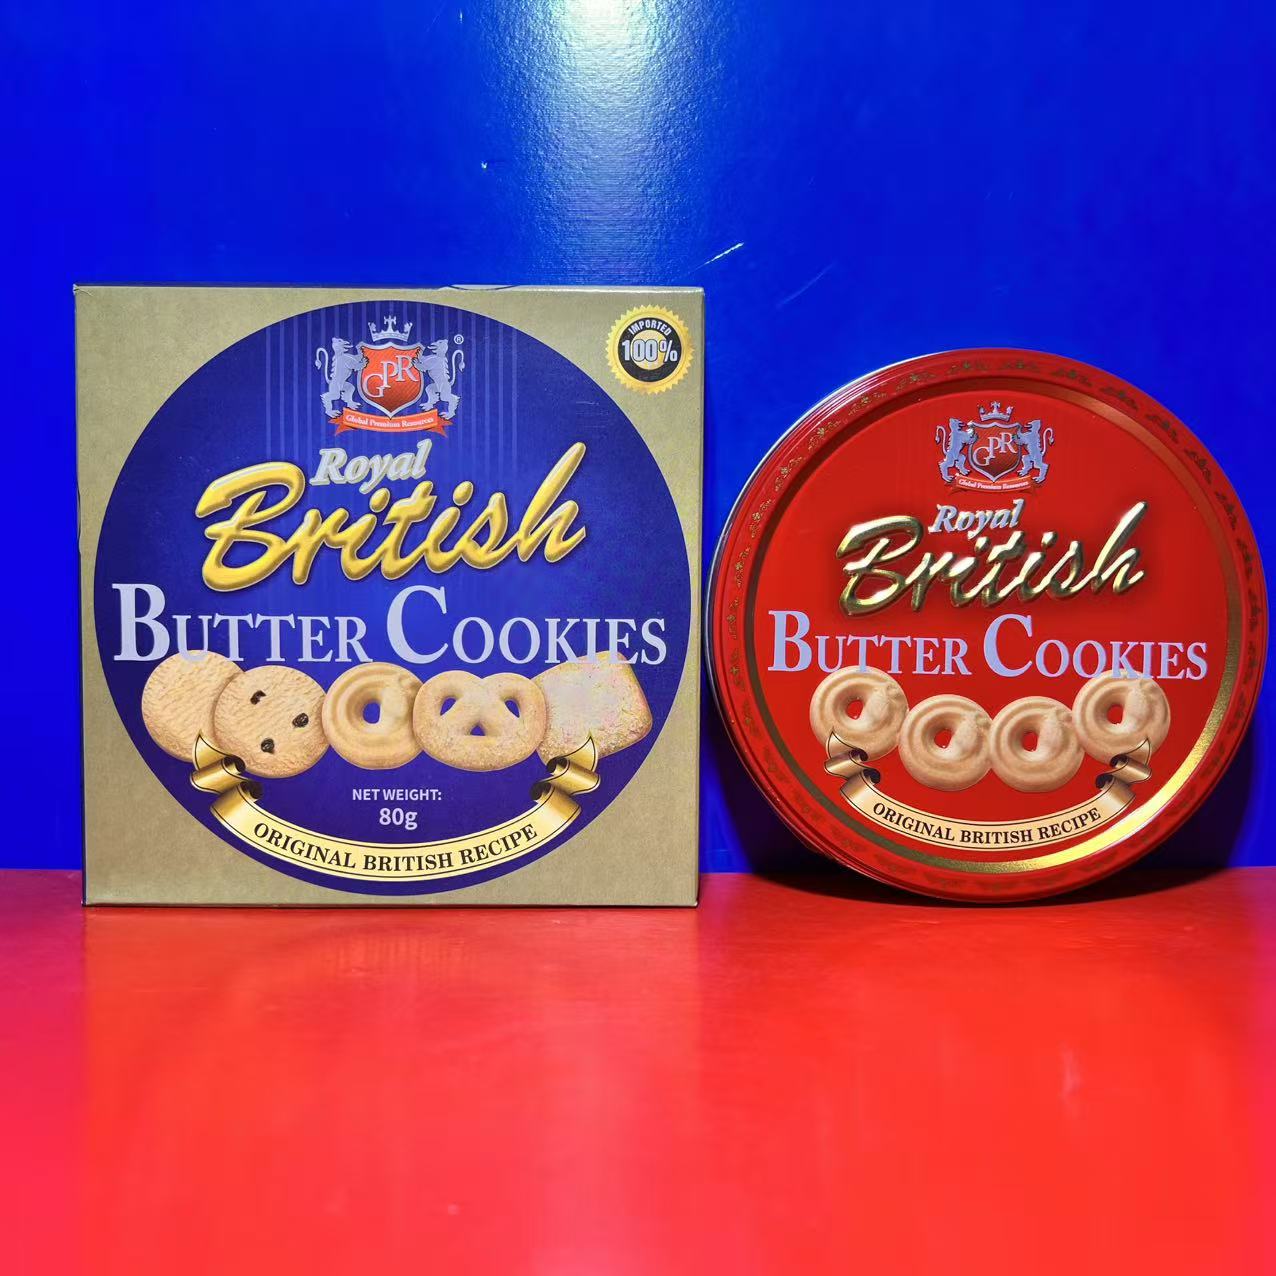 IMPORTED
100%
GPR
®
Global Premium Resources
Royal
British
BUTTER COOKIES
NET WEIGHT:
80g
ORIGINAL BRITISH RECIPE
GPR
Global Premium Resources
Royal
British
BUTTER COOKIES
ORIGINAL BRITISH RECIPE